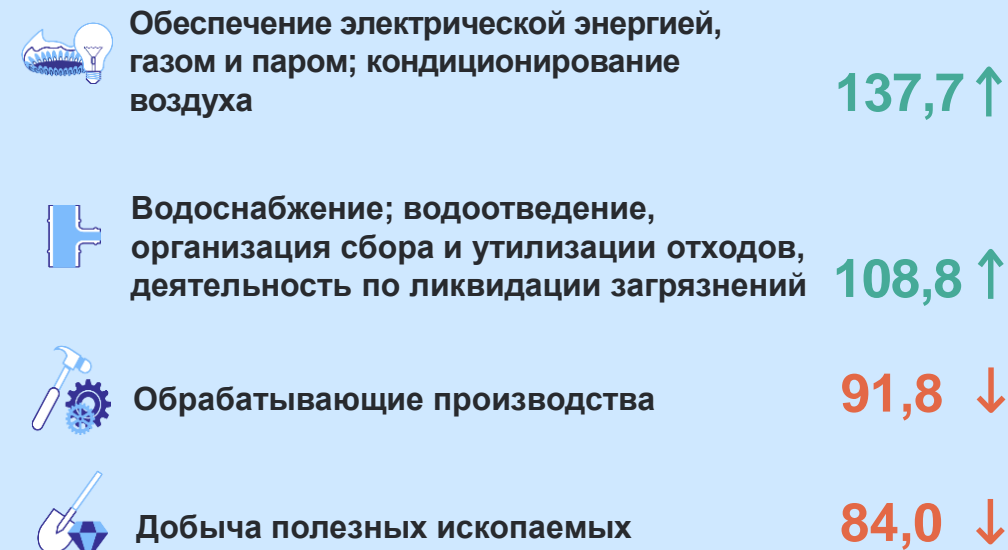 Обеспечение электрической энергией,
газом и паром; кондиционирование
воздуха
137,7↑
Водоснабжение; водоотведение,
организация сбора и утилизации отходов,
деятельность по ликвидации загрязнений
108,8↑
Обрабатывающие производства
91,8 ↓
Добыча полезных ископаемых
84,0 ↓